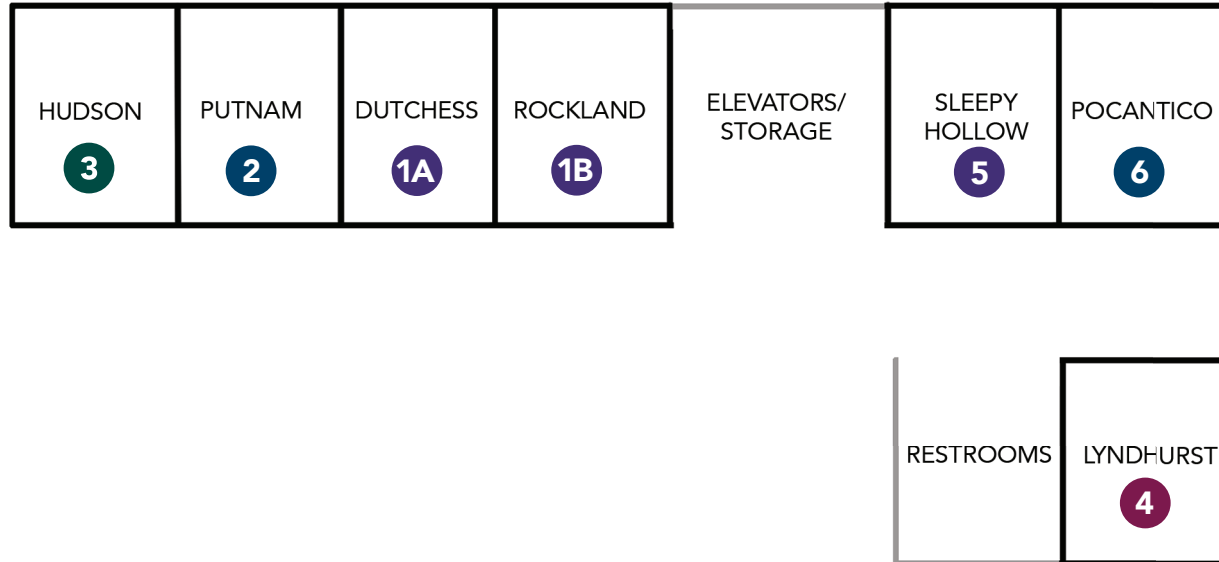 HUDSON
3
PUTNAM
2
DUTCHESS
1A
ROCKLAND
1B
ELEVATORS/
STORAGE
SLEEPY
HOLLOW
5
POCANTICO
6
RESTROOMS
LYNDHURST
4